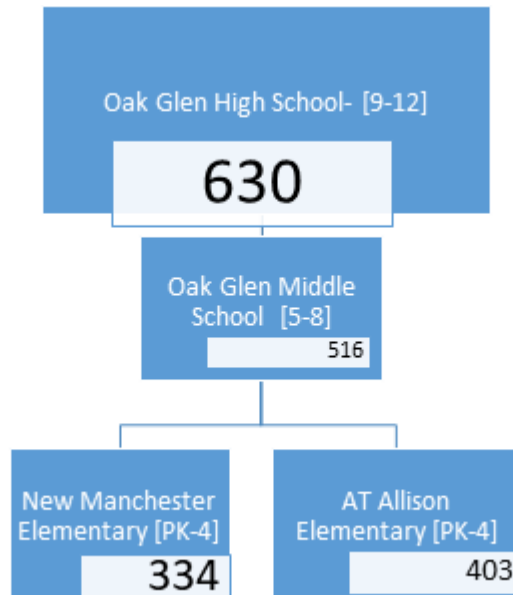 Oak Glen High School- [9-12]
630
Oak Glen Middle
School [5-8]
516
New Manchester
Elementary [PK-4]
334
AT Allison
Elementary [PK-4]
403